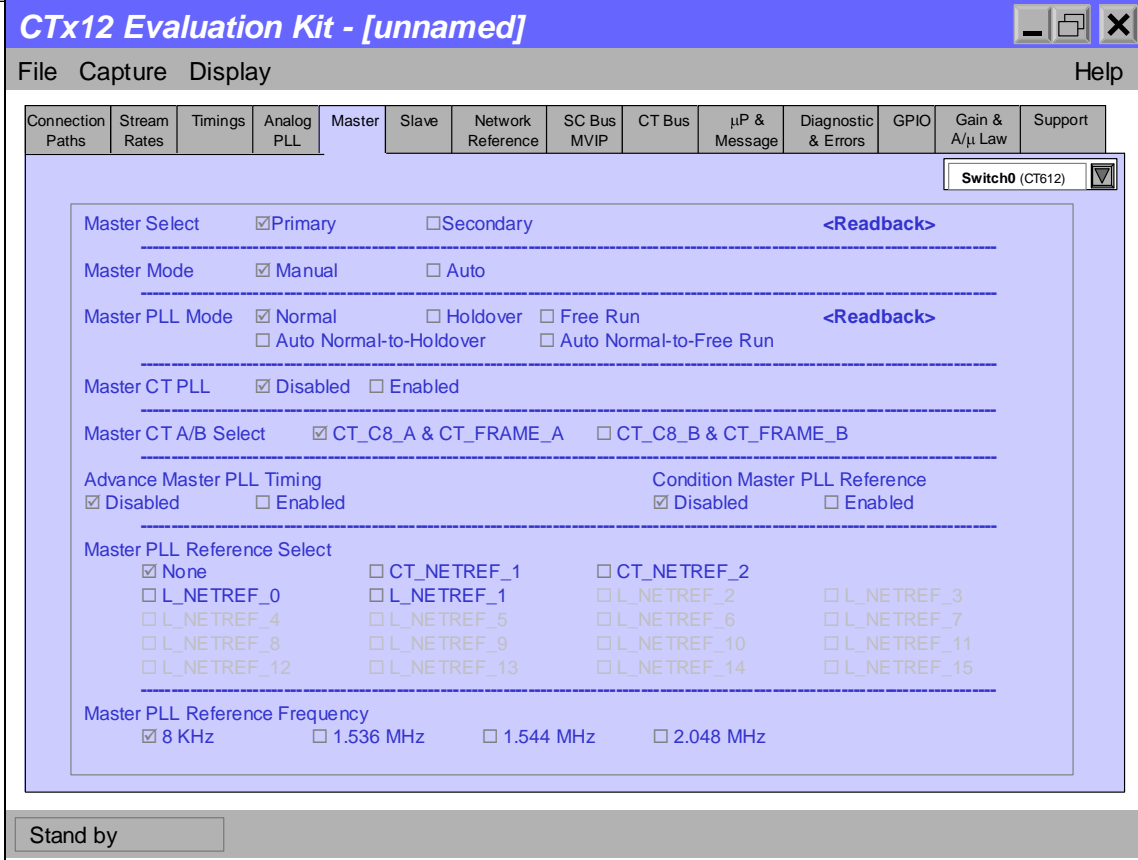 CTx12 Evaluation Kit - [unnamed]
File Capture Display Help
Connection Paths Stream Rates Timings Analog PLL Master Slave Network Reference SC Bus MVIP CT Bus µP & Message Diagnostic & Errors GPIO Gain & A/µ Law Support
Switch0 (CT612)
Master Select ☑Primary ☐Secondary <Readback>
Master Mode ☑ Manual ☐ Auto
Master PLL Mode ☑ Normal ☐ Holdover ☐ Free Run <Readback>
☐ Auto Normal-to-Holdover ☐ Auto Normal-to-Free Run
Master CT PLL ☑ Disabled ☐ Enabled
Master CT A/B Select ☑ CT_C8_A & CT_FRAME_A ☐ CT_C8_B & CT_FRAME_B
Advance Master PLL Timing Condition Master PLL Reference
☑ Disabled ☐ Enabled ☑ Disabled ☐ Enabled
Master PLL Reference Select
☑ None ☐ CT_NETREF_1 ☐ CT_NETREF_2
☐ L_NETREF_0 ☐ L_NETREF_1 ☐ L_NETREF_2 ☐ L_NETREF_3
☐ L_NETREF_4 ☐ L_NETREF_5 ☐ L_NETREF_6 ☐ L_NETREF_7
☐ L_NETREF_8 ☐ L_NETREF_9 ☐ L_NETREF_10 ☐ L_NETREF_11
☐ L_NETREF_12 ☐ L_NETREF_13 ☐ L_NETREF_14 ☐ L_NETREF_15
Master PLL Reference Frequency
☑ 8 KHz ☐ 1.536 MHz ☐ 1.544 MHz ☐ 2.048 MHz
Stand by